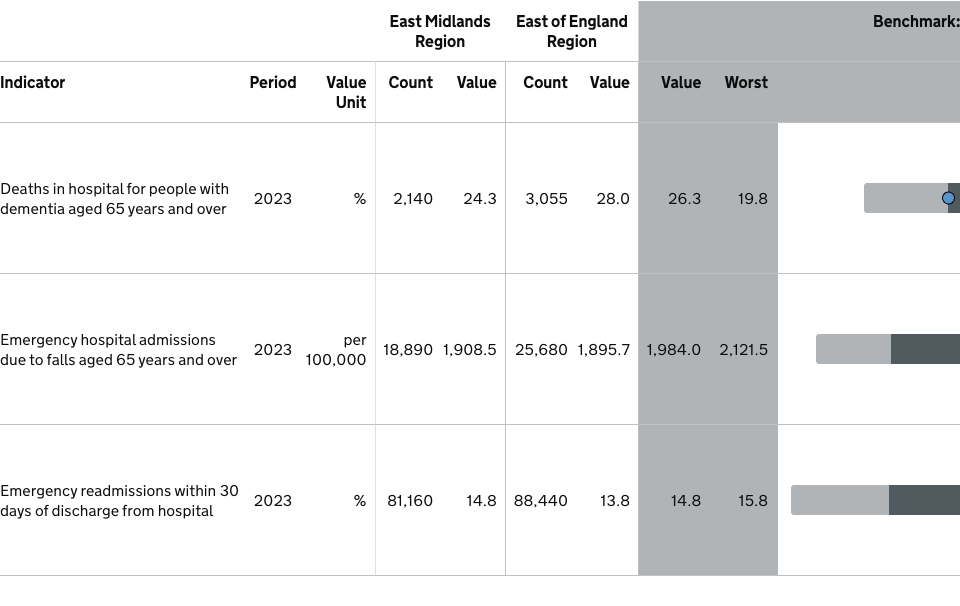 East Midlands Region
East of England Region
Benchmark:
Indicator Period Value Unit Count Value Count Value Value Worst
Deaths in hospital for people with
dementia aged 65 years and over
2023 % 2,140 24.3 3,055 28.0 26.3 19.8
Emergency hospital admissions
due to falls aged 65 years and over
2023 per 100,000 18,890 1,908.5 25,680 1,895.7 1,984.0 2,121.5
Emergency readmissions within 30
days of discharge from hospital
2023 % 81,160 14.8 88,440 13.8 14.8 15.8